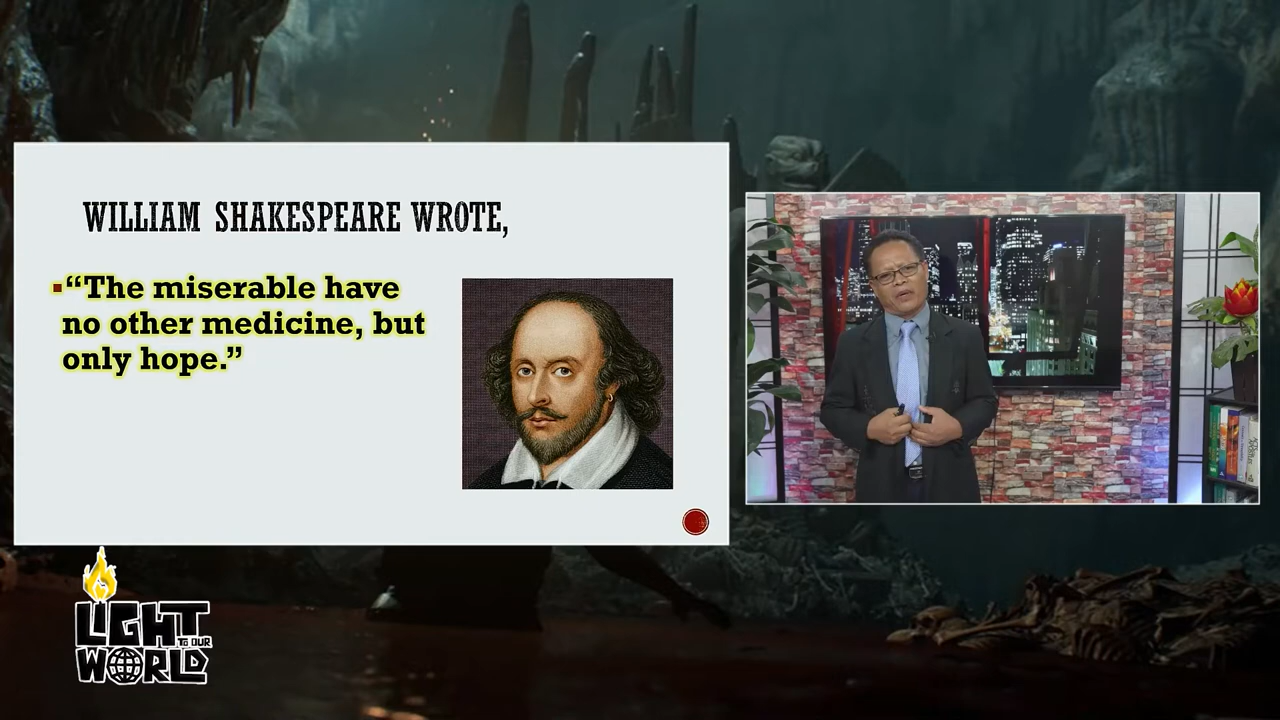 WILLIAM SHAKESPEARE WROTE,
“The miserable have
no other medicine, but
only hope.”
LIGHT
TO OUR
WORLD